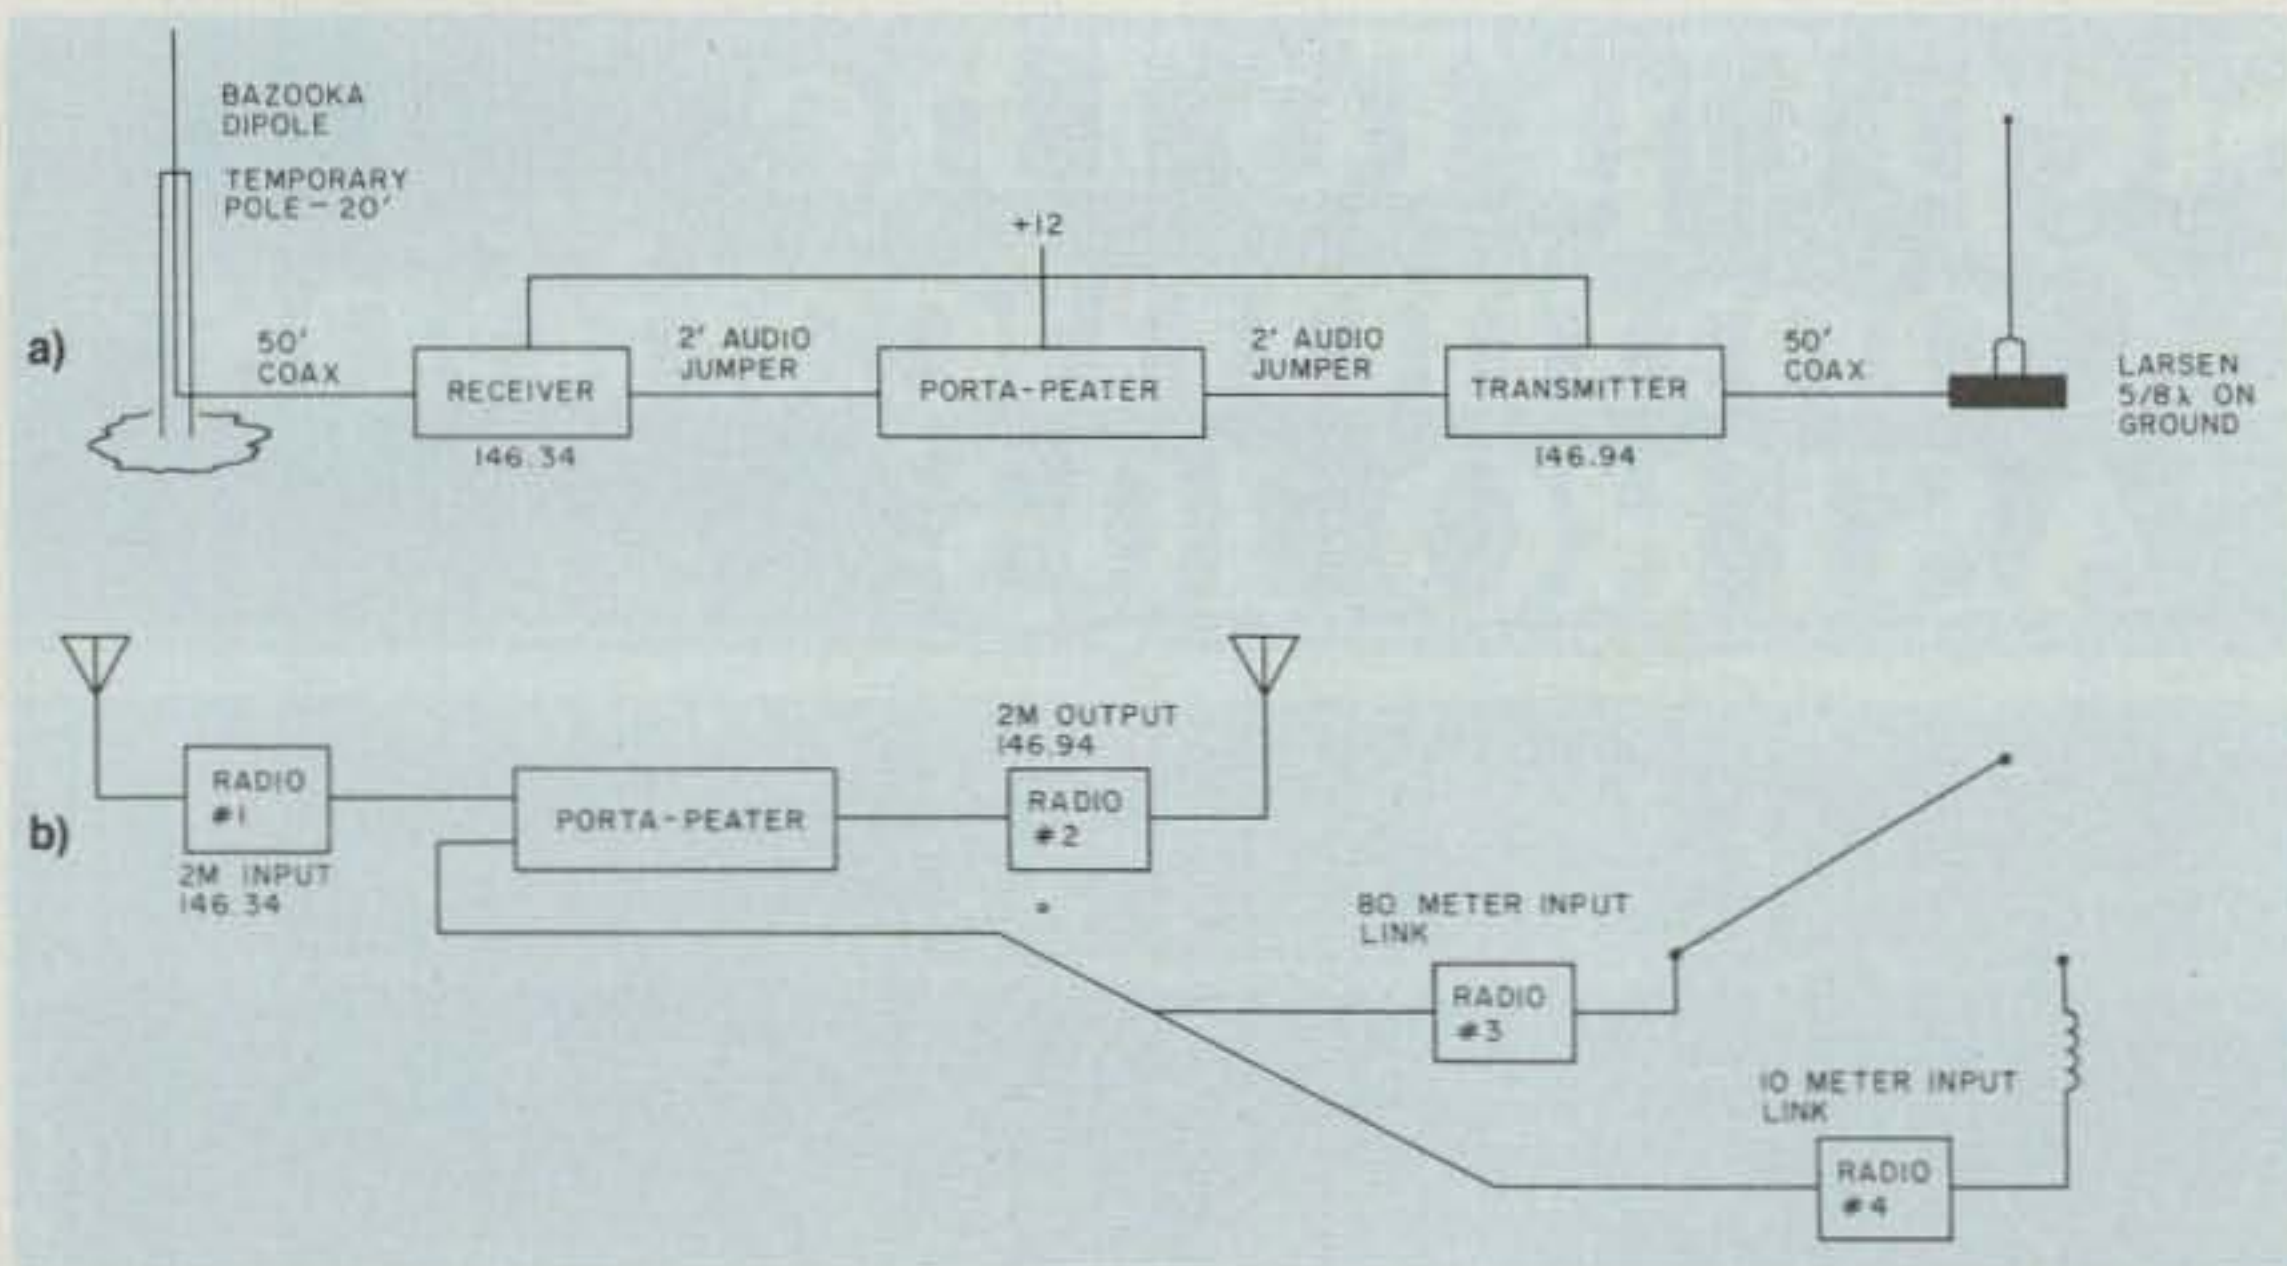 BAZOOKA
DIPOLE
TEMPORARY
POLE - 20'
+12
a)
50'
COAX
RECEIVER
146.34
2' AUDIO
JUMPER
PORTA-PEATER
2' AUDIO
JUMPER
TRANSMITTER
146.94
50'
COAX
LARSEN
5/8λ ON
GROUND
b)
RADIO
#1
2M INPUT
146.34
PORTA-PEATER
2M OUTPUT
146.94
RADIO
#2
80 METER INPUT
LINK
RADIO
#3
10 METER INPUT
LINK
RADIO
#4